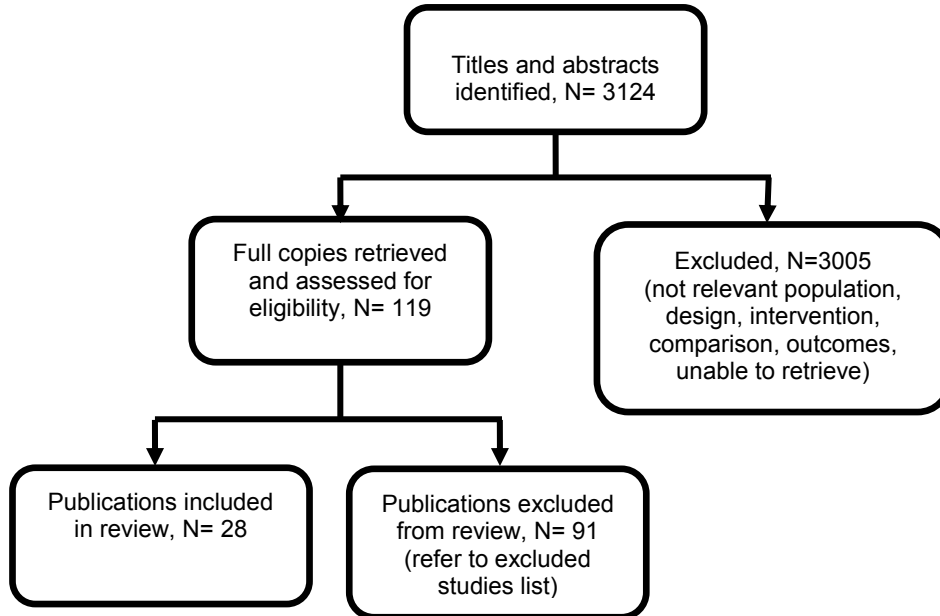 Titles and abstracts
identified, N= 3124
Full copies retrieved
and assessed for
eligibility, N= 119
Excluded, N=3005
(not relevant population,
design, intervention,
comparison, outcomes,
unable to retrieve)
Publications included
in review, N= 28
Publications excluded
from review, N= 91
(refer to excluded
studies list)